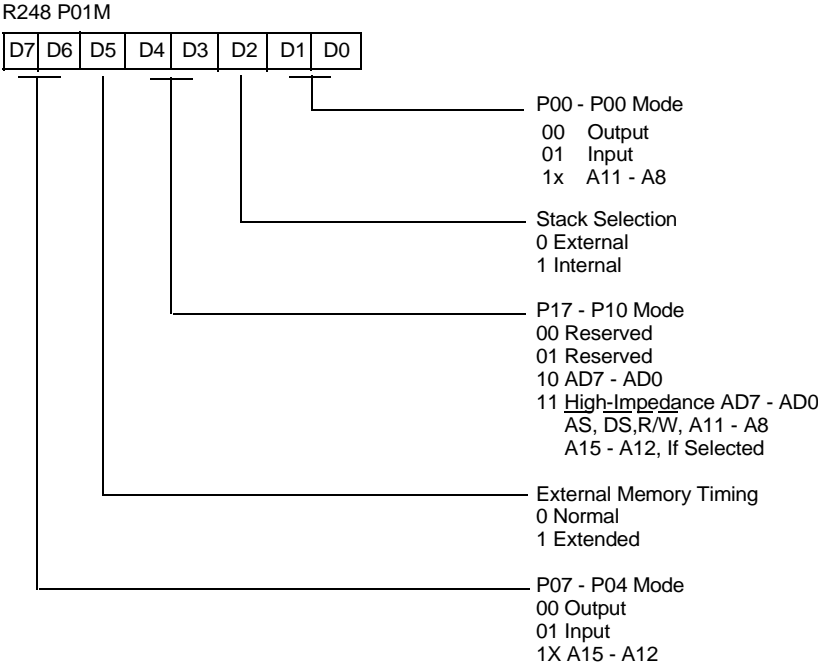 R248 P01M
D7 D6 D5 D4 D3 D2 D1 D0
P00 - P00 Mode
00 Output
01 Input
1x A11 - A8
Stack Selection
0 External
1 Internal
P17 - P10 Mode
00 Reserved
01 Reserved
10 AD7 - AD0
11 High-Impedance AD7 - AD0
AS, DS,R/W, A11 - A8
A15 - A12, If Selected
External Memory Timing
0 Normal
1 Extended
P07 - P04 Mode
00 Output
01 Input
1X A15 - A12